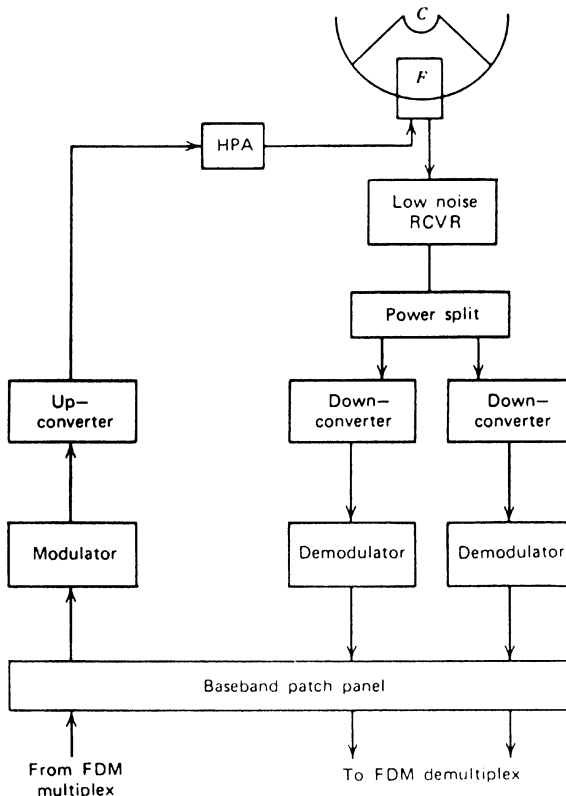 C
F
HPA
Low noise
RCVR
Power split
Up—
converter
Down—
converter
Down—
converter
Modulator
Demodulator
Demodulator
Baseband patch panel
From FDM
multiplex
To FDM demultiplex